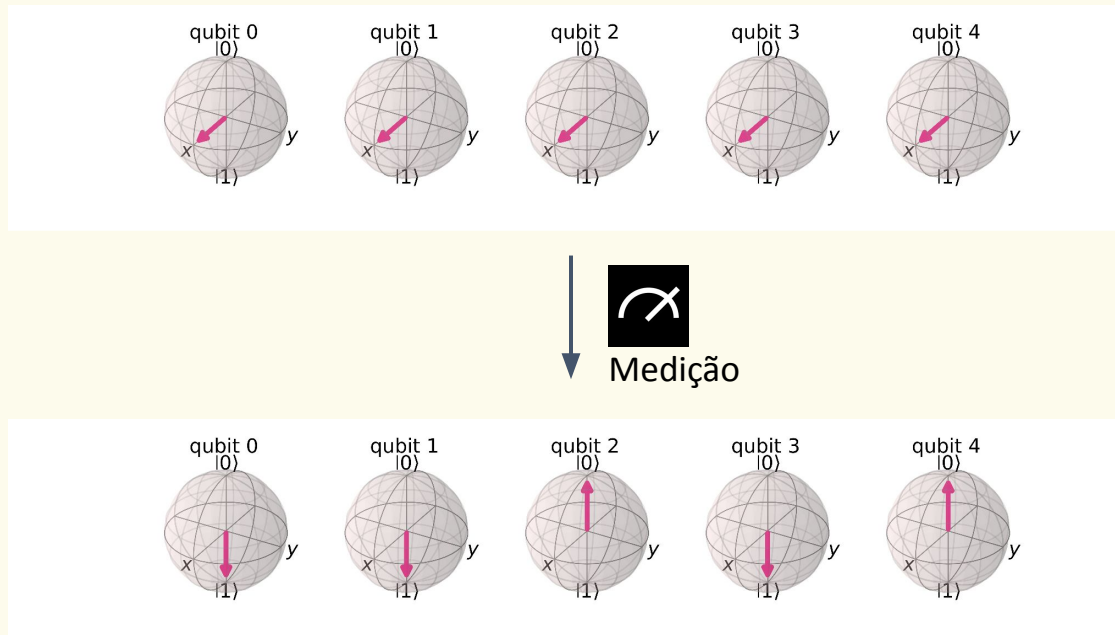 qubit 0 qubit 1 qubit 2 qubit 3 qubit 4
|0⟩ |0⟩ |0⟩ |0⟩ |0⟩
x y x y x y x y x y
|1⟩ |1⟩ |1⟩ |1⟩ |1⟩
Medição
qubit 0 qubit 1 qubit 2 qubit 3 qubit 4
|0⟩ |0⟩ |0⟩ |0⟩ |0⟩
x y x y x y x y x y
|1⟩ |1⟩ |1⟩ |1⟩ |1⟩